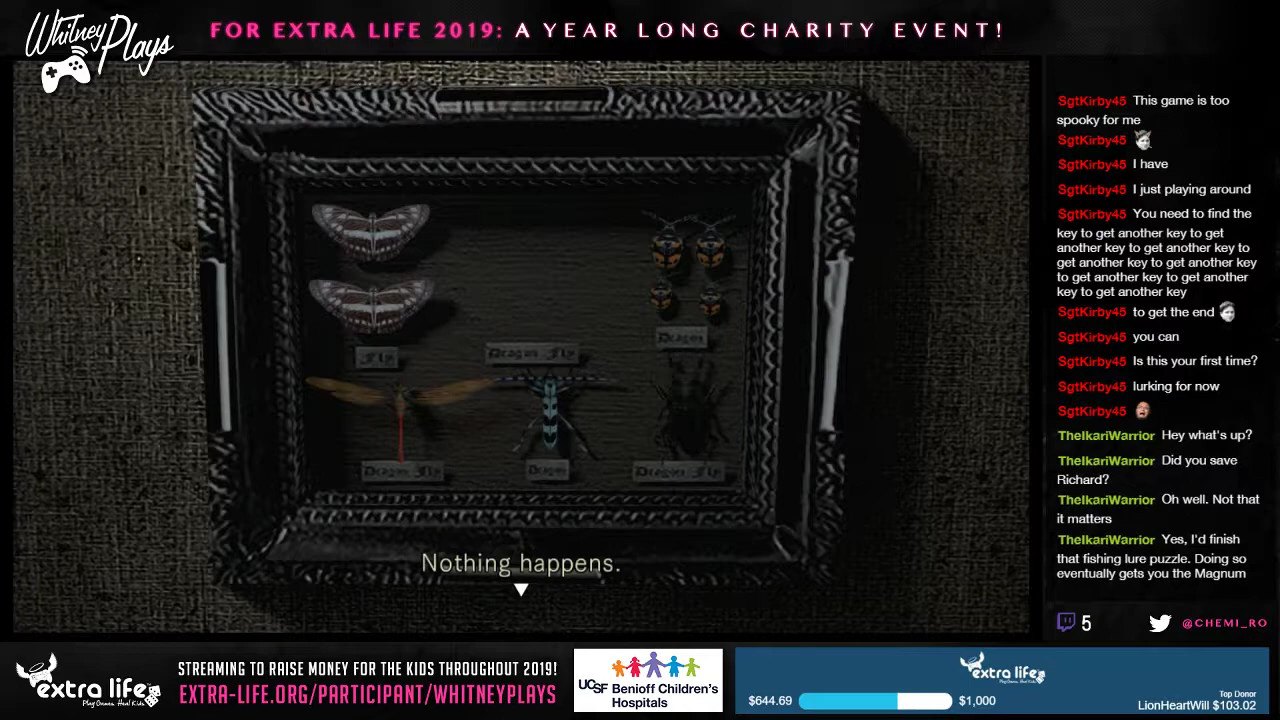 Whitney Plays
FOR EXTRA LIFE 2019: A YEAR LONG CHARITY EVENT!
Dragon Fly
Dragon
Dragon Fly
Dragon
Dragon Fly
Nothing happens.
SgtKirby45 This game is too
spooky for me
SgtKirby45
SgtKirby45 I have
SgtKirby45 I just playing around
SgtKirby45 You need to find the
key to get another key to get
another key to get another key to
get another key to get another key
to get another key to get another
key to get another key
SgtKirby45 to get the end
SgtKirby45 you can
SgtKirby45 Is this your first time?
SgtKirby45 lurking for now
SgtKirby45
TheIkariWarrior Hey what's up?
TheIkariWarrior Did you save
Richard?
TheIkariWarrior Oh well. Not that
it matters
TheIkariWarrior Yes, I'd finish
that fishing lure puzzle. Doing so
eventually gets you the Magnum
5
@CHEMI_RO
extra life
Play Games. Heal Kids.
STREAMING TO RAISE MONEY FOR THE KIDS THROUGHOUT 2019!
EXTRA-LIFE.ORG/PARTICIPANT/WHITNEYPLAYS
UCSF Benioff Children's
Hospitals
extra life
Play Games. Heal Kids.
$644.69
$1,000
Top Donor
LionHeartWill $103.02